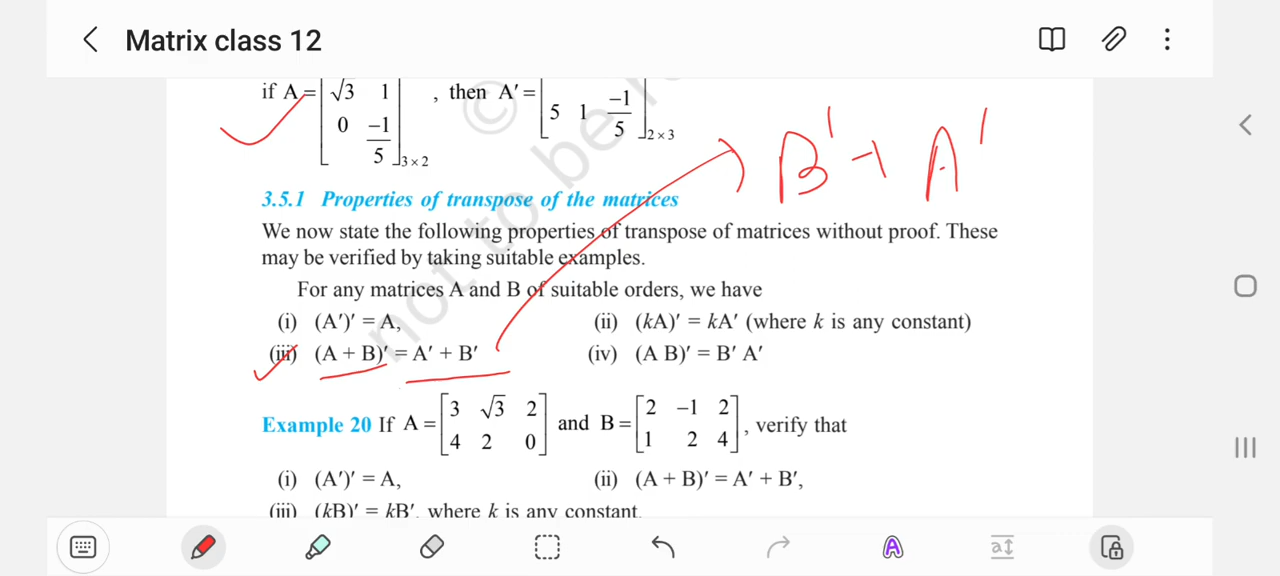 Matrix class 12
if A = [√3 1 0 -1/5]3 × 2 , then A′ = [5 1 -1/5]2 × 3
B' + A'
3.5.1 Properties of transpose of the matrices
We now state the following properties of transpose of matrices without proof. These
may be verified by taking suitable examples.
For any matrices A and B of suitable orders, we have
(i) (A′)′ = A, (ii) (kA)′ = kA′ (where k is any constant)
(iii) (A + B)′ = A′ + B′ (iv) (A B)′ = B′ A′
Example 20 If A = [3 √3 2 4 2 0] and B = [2 -1 2 1 2 4], verify that
(i) (A′)′ = A, (ii) (A + B)′ = A′ + B′,
(iii) (kB)′ = kB′, where k is any constant.
© not to be re